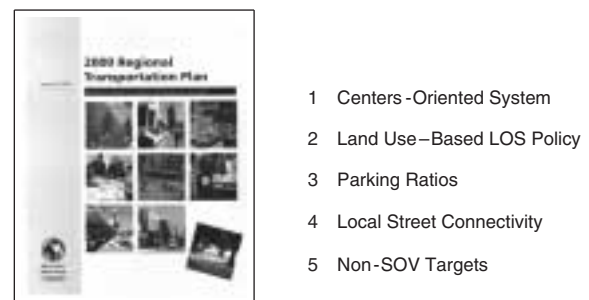 2000 Regional
Transportation Plan
1 Centers-Oriented System
2 Land Use–Based LOS Policy
3 Parking Ratios
4 Local Street Connectivity
5 Non-SOV Targets